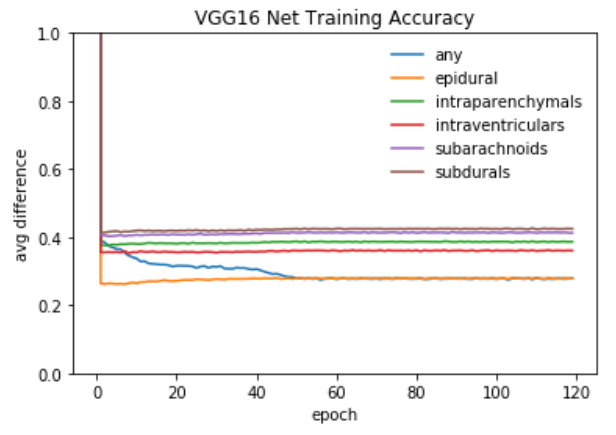 VGG16 Net Training Accuracy
1.0
0.8
0.6
0.4
0.2
0.0
avg difference
any
epidural
intraparenchymals
intraventriculars
subarachnoids
subdurals
0 20 40 60 80 100 120
epoch